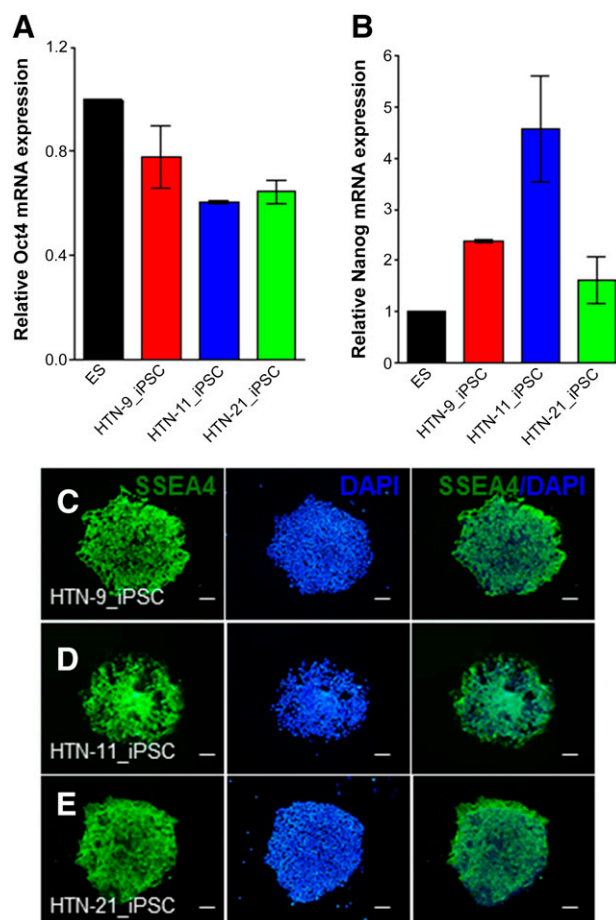 A
Relative Oct4 mRNA expression
1.2
0.8
0.4
0.0
ES
HTN-9_iPSC
HTN-11_iPSC
HTN-21_iPSC
B
Relative Nanog mRNA expression
6
5
4
3
2
1
0
ES
HTN-9_iPSC
HTN-11_iPSC
HTN-21_iPSC
C
SSEA4
DAPI
SSEA4/DAPI
HTN-9_iPSC
D
HTN-11_iPSC
E
HTN-21_iPSC